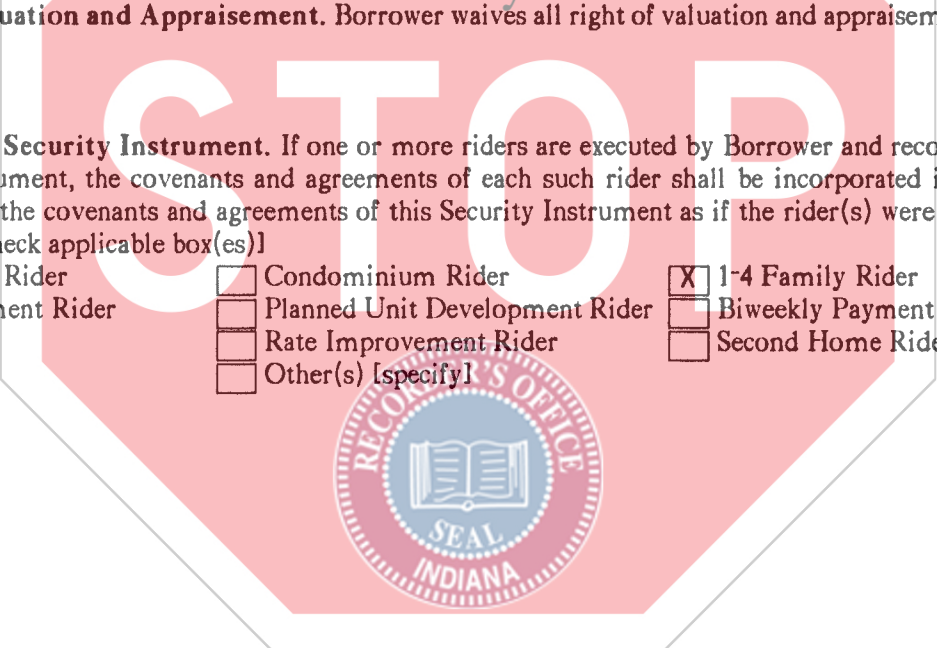 uation and Appraisement. Borrower waives all right of valuation and appraisem
STOP
Security Instrument. If one or more riders are executed by Borrower and reco
ument, the covenants and agreements of each such rider shall be incorporated i
the covenants and agreements of this Security Instrument as if the rider(s) were
eck applicable box(es)]
Rider Condominium Rider X 1-4 Family Rider
ent Rider Planned Unit Development Rider Biweekly Payment
Rate Improvement Rider Second Home Ride
Other(s) [specify]
RECORDER'S OFFICE
SEAL
INDIANA